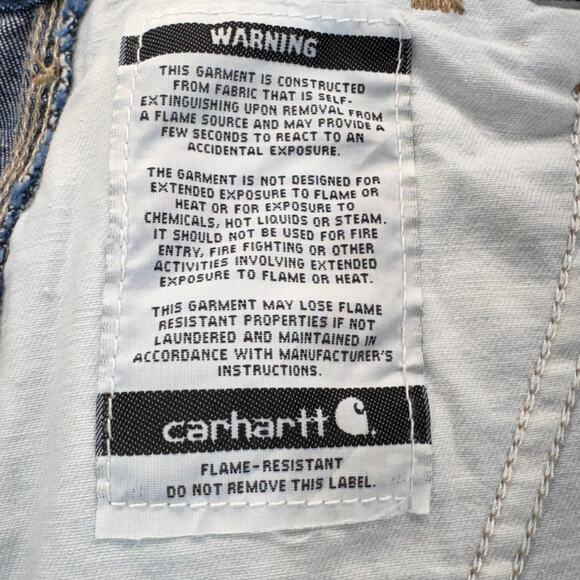 WARNING
THIS GARMENT IS CONSTRUCTED
FROM FABRIC THAT IS SELF-
EXTINGUISHING UPON REMOVAL FROM
A FLAME SOURCE AND MAY PROVIDE A
FEW SECONDS TO REACT TO AN
ACCIDENTAL EXPOSURE.
THE GARMENT IS NOT DESIGNED FOR
EXTENDED EXPOSURE TO FLAME OR
HEAT OR FOR EXPOSURE TO
CHEMICALS, HOT LIQUIDS OR STEAM.
IT SHOULD NOT BE USED FOR FIRE
ENTRY, FIRE FIGHTING OR OTHER
ACTIVITIES INVOLVING EXTENDED
EXPOSURE TO FLAME OR HEAT.
THIS GARMENT MAY LOSE FLAME
RESISTANT PROPERTIES IF NOT
LAUNDERED AND MAINTAINED IN
ACCORDANCE WITH MANUFACTURER'S
INSTRUCTIONS.
carhartt
FLAME-RESISTANT
DO NOT REMOVE THIS LABEL.